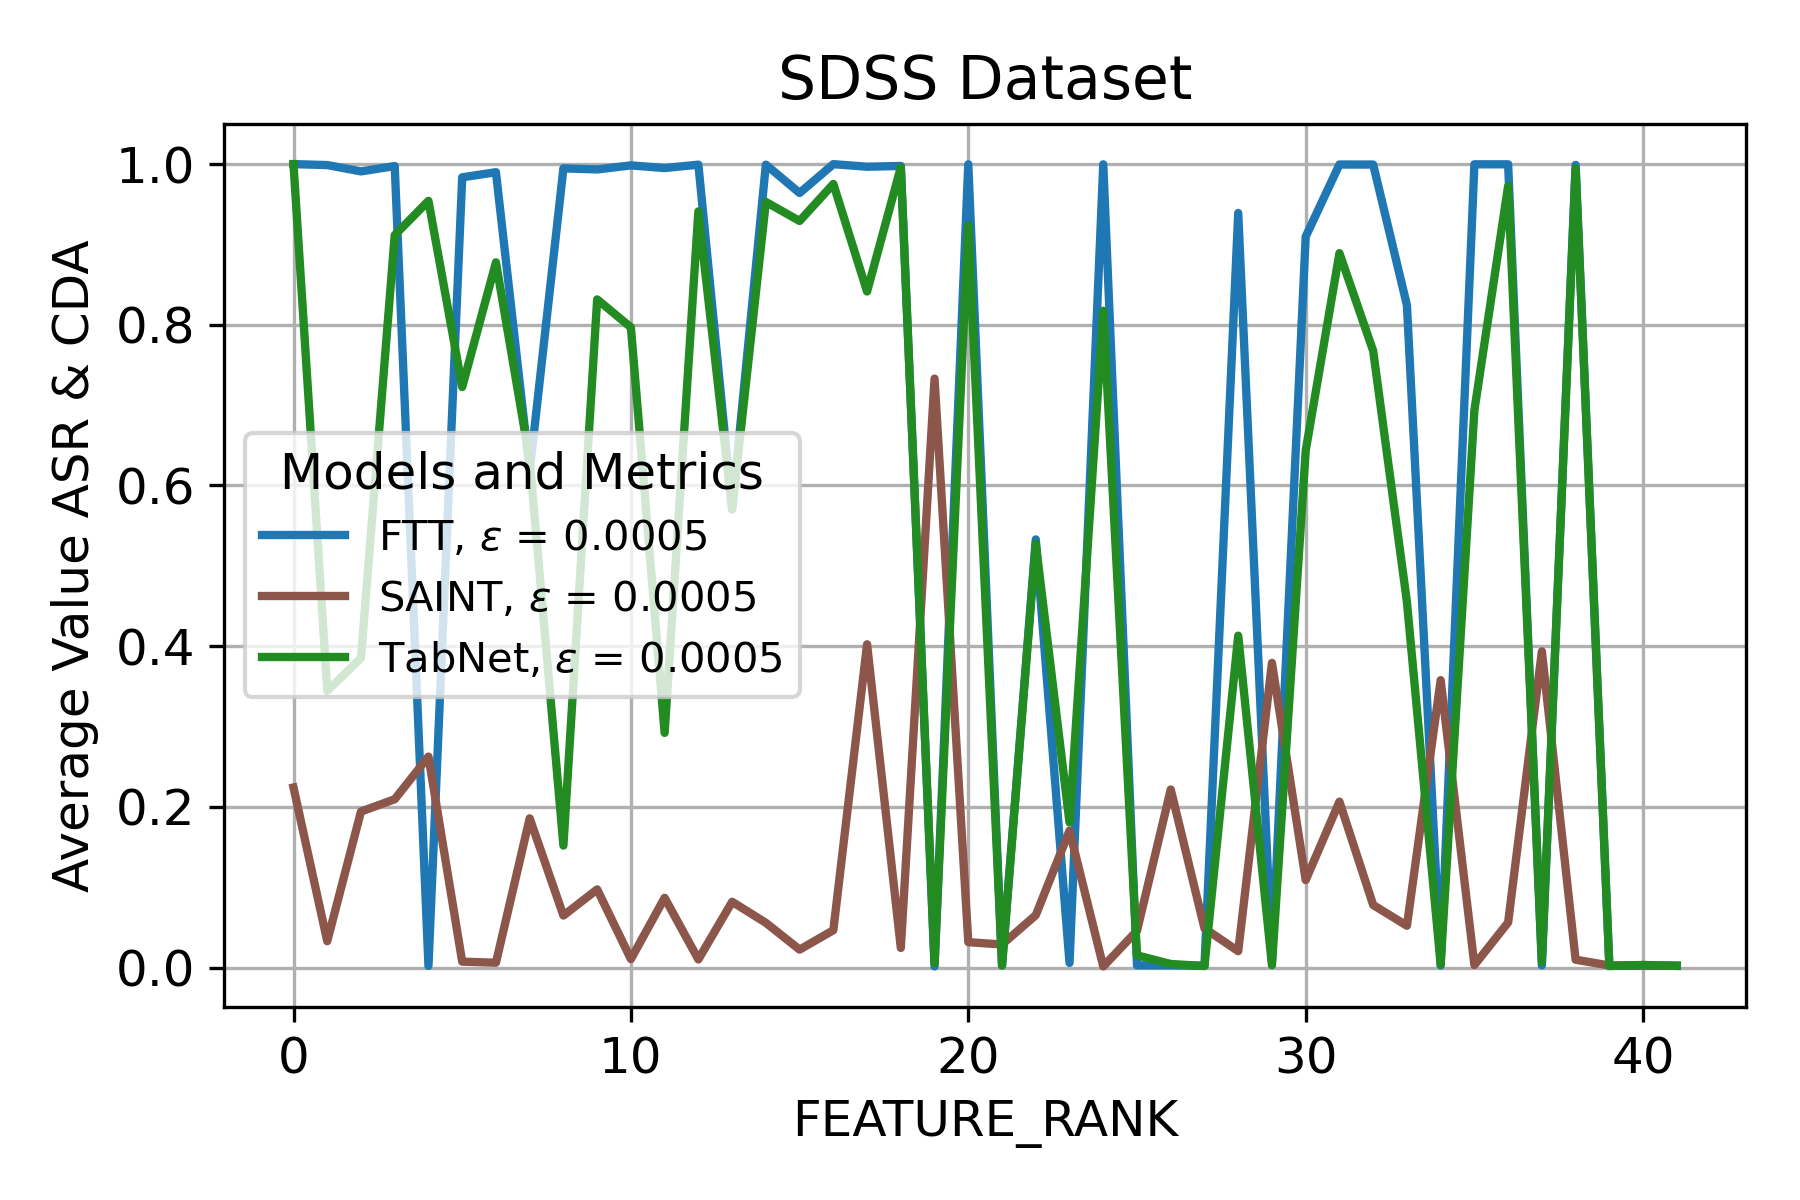 SDSS Dataset
Average Value ASR & CDA
1.0
0.8
0.6
0.4
0.2
0.0
Models and Metrics
FTT, ε = 0.0005
SAINT, ε = 0.0005
TabNet, ε = 0.0005
0 10 20 30 40
FEATURE_RANK